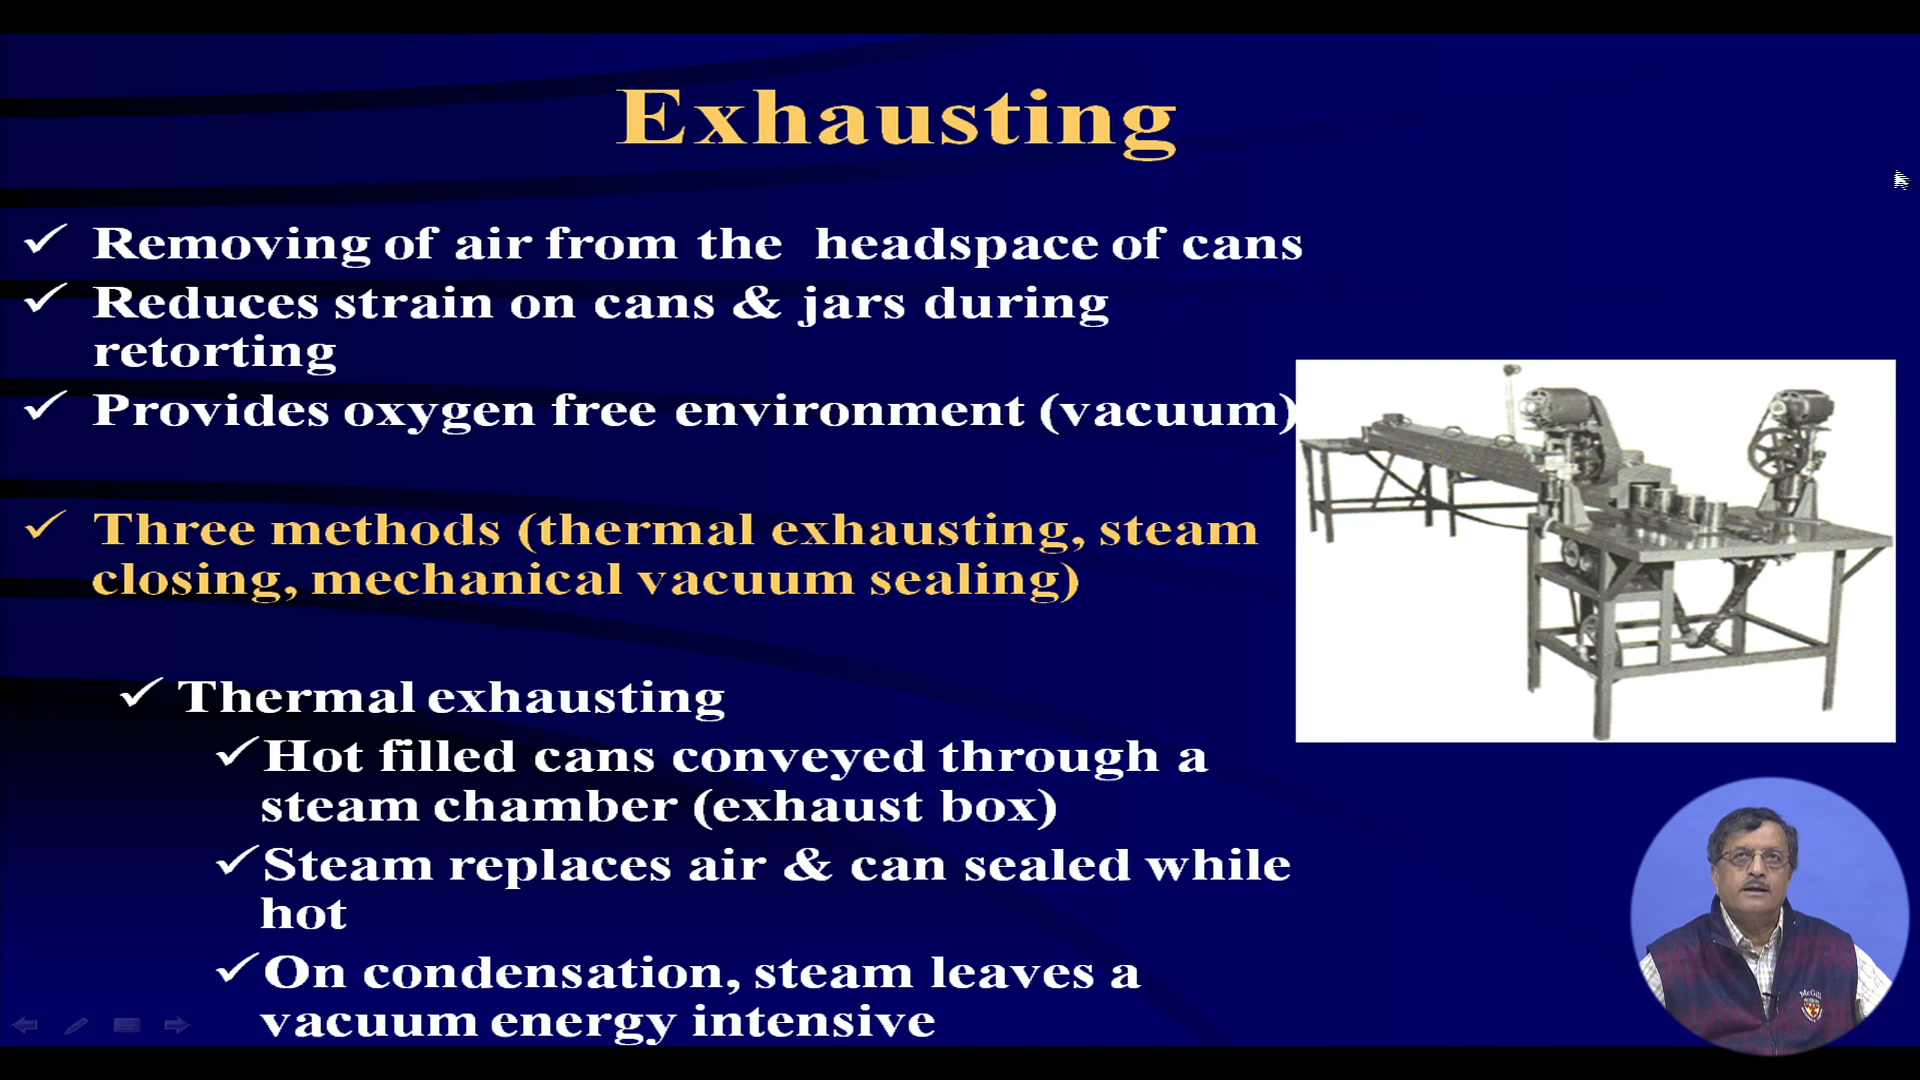 Exhausting
✓ Removing of air from the headspace of cans
✓ Reduces strain on cans & jars during
retorting
✓ Provides oxygen free environment (vacuum)
✓ Three methods (thermal exhausting, steam
closing, mechanical vacuum sealing)
✓ Thermal exhausting
✓Hot filled cans conveyed through a
steam chamber (exhaust box)
✓Steam replaces air & can sealed while
hot
✓On condensation, steam leaves a
vacuum energy intensive
McGill